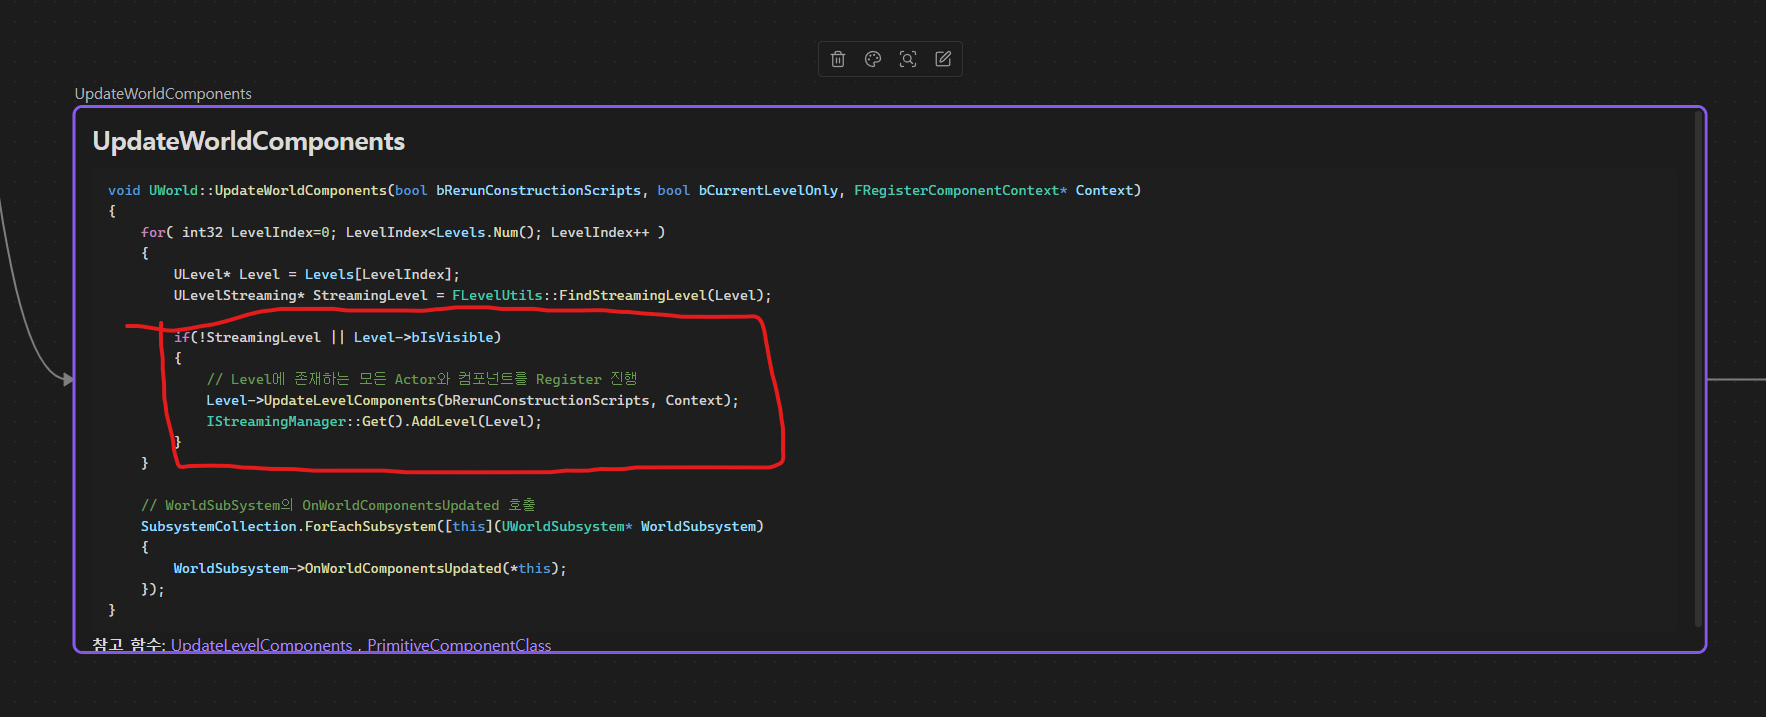 UpdateWorldComponents
UpdateWorldComponents
void UWorld::UpdateWorldComponents(bool bRerunConstructionScripts, bool bCurrentLevelOnly, FRegisterComponentContext* Context)
{
for( int32 LevelIndex=0; LevelIndex<Levels.Num(); LevelIndex++ )
{
ULevel* Level = Levels[LevelIndex];
ULevelStreaming* StreamingLevel = FLevelUtils::FindStreamingLevel(Level);
if(!StreamingLevel || Level->bIsVisible)
{
// Level에 존재하는 모든 Actor와 컴포넌트를 Register 진행
Level->UpdateLevelComponents(bRerunConstructionScripts, Context);
IStreamingManager::Get().AddLevel(Level);
}
}
// WorldSubSystem의 OnWorldComponentsUpdated 호출
SubsystemCollection.ForEachSubsystem([this](UWorldSubsystem* WorldSubsystem)
{
WorldSubsystem->OnWorldComponentsUpdated(*this);
});
}
참고 함수: UpdateLevelComponents , PrimitiveComponentClass